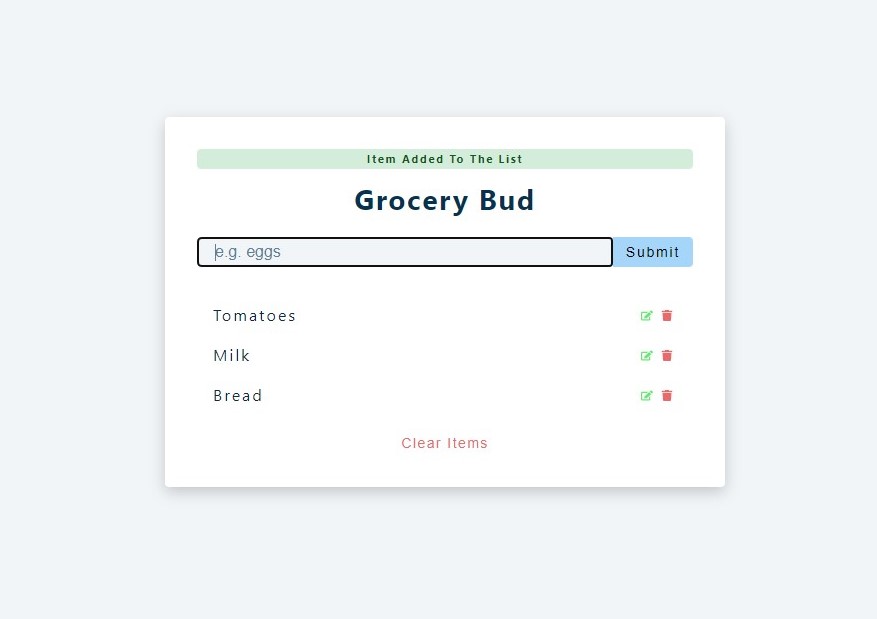 Item Added To The List
Grocery Bud
e.g. eggs Submit
Tomatoes
Milk
Bread
Clear Items